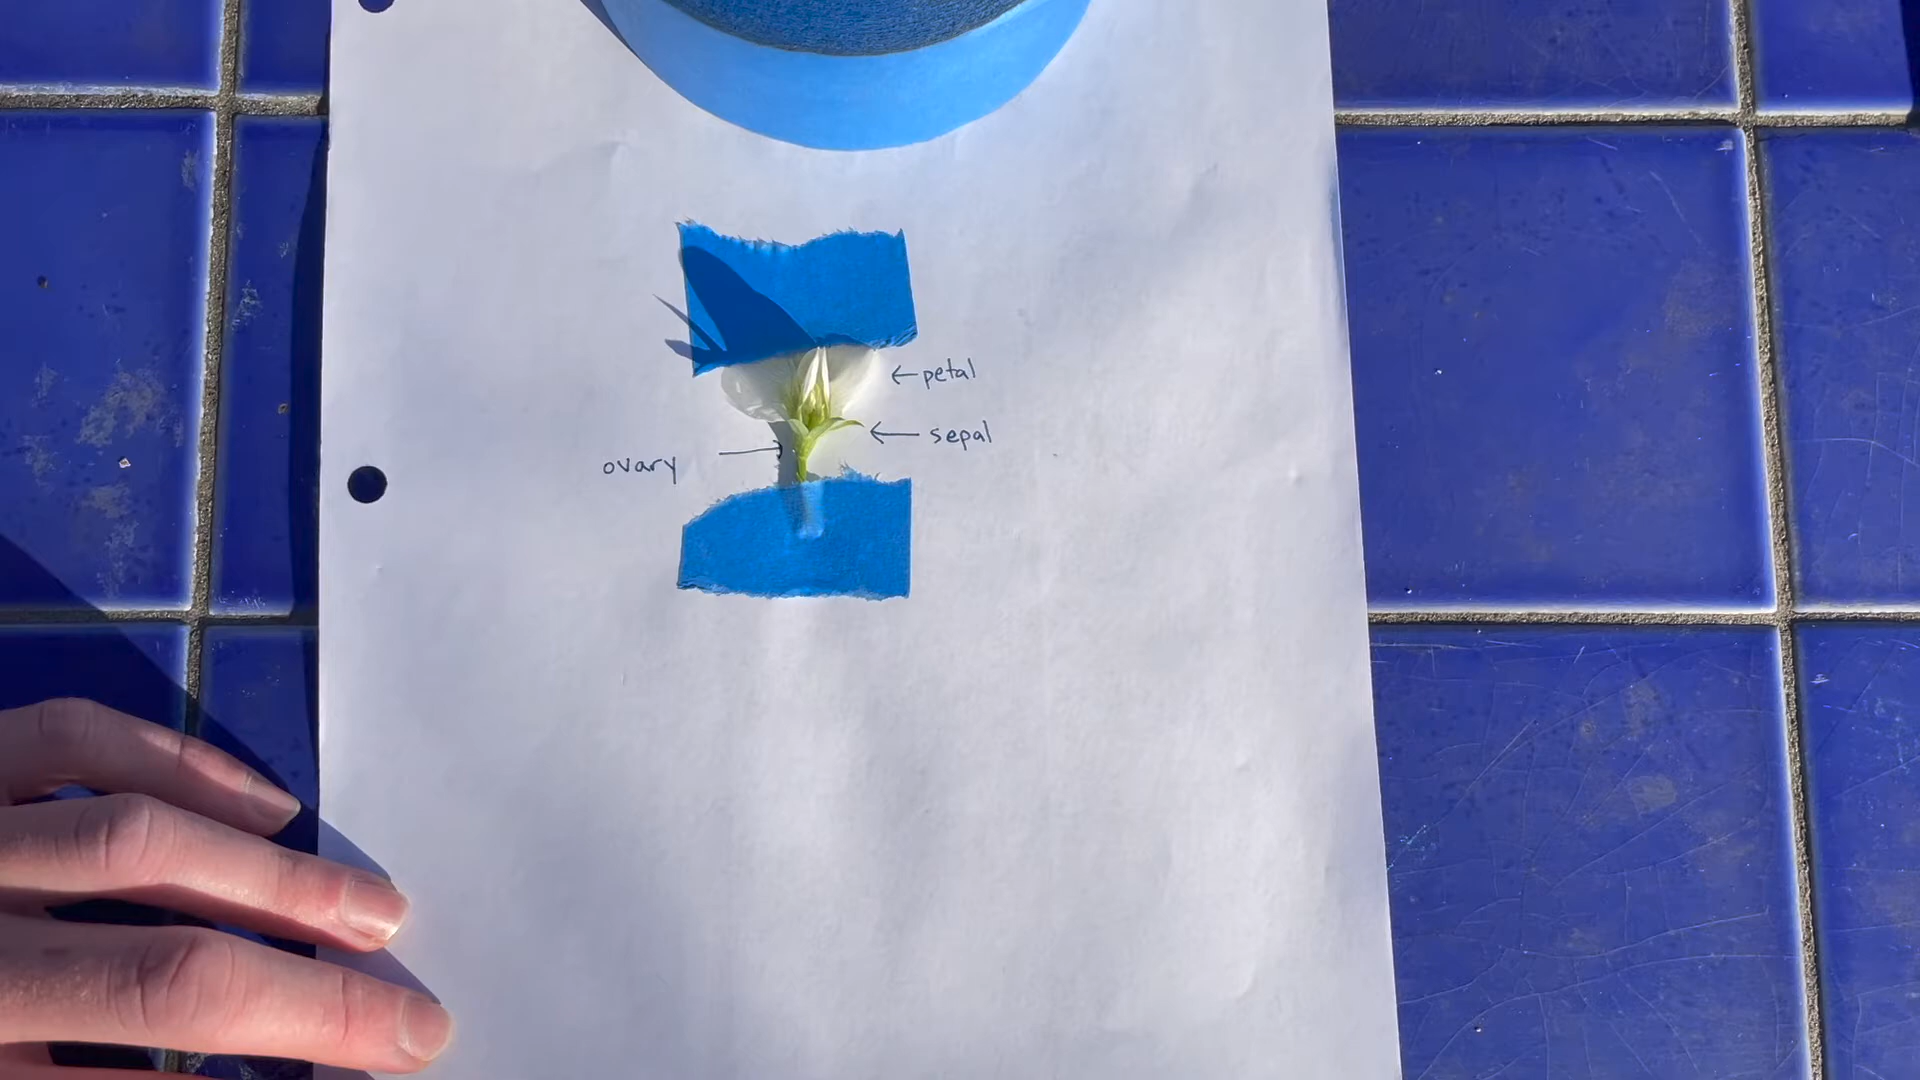 ← petal
← sepal
ovary